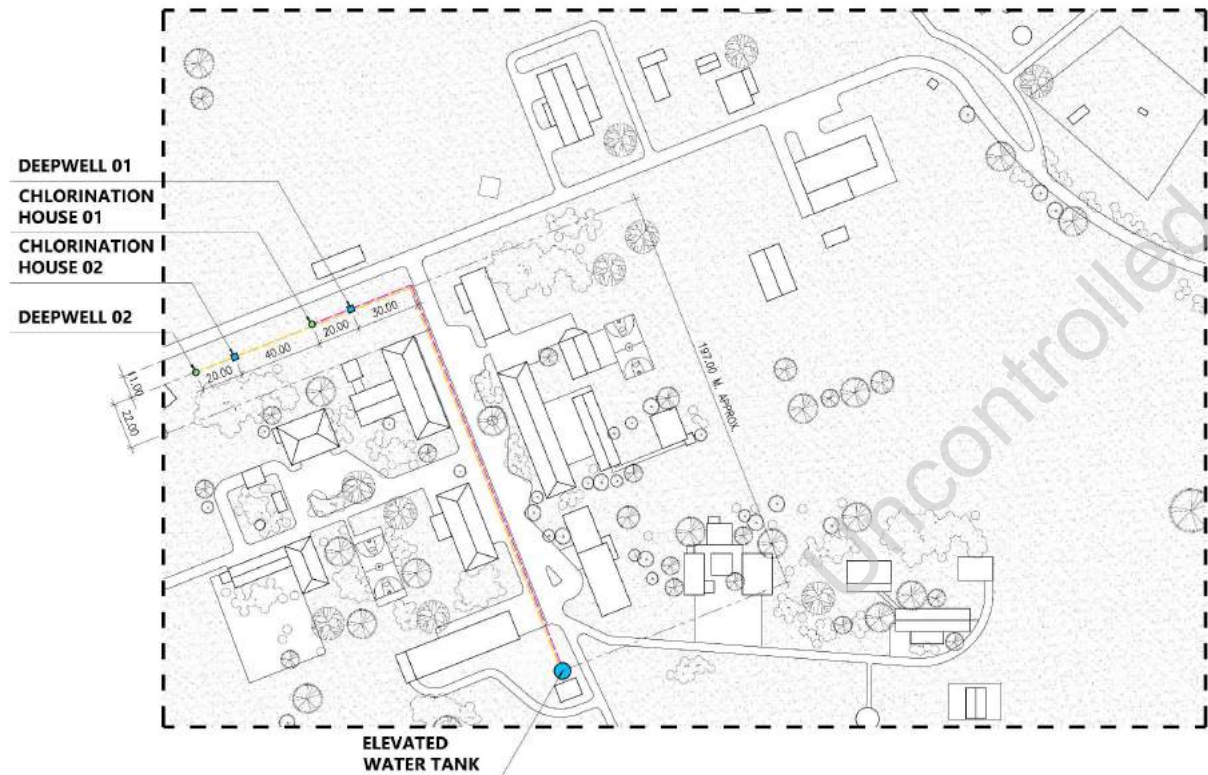 DEEPWELL 01
CHLORINATION
HOUSE 01
CHLORINATION
HOUSE 02
DEEPWELL 02
11.00
22.00
20.00
40.00
20.00
30.00
197.00 M. APPROX
ELEVATED
WATER TANK
Uncontrolled